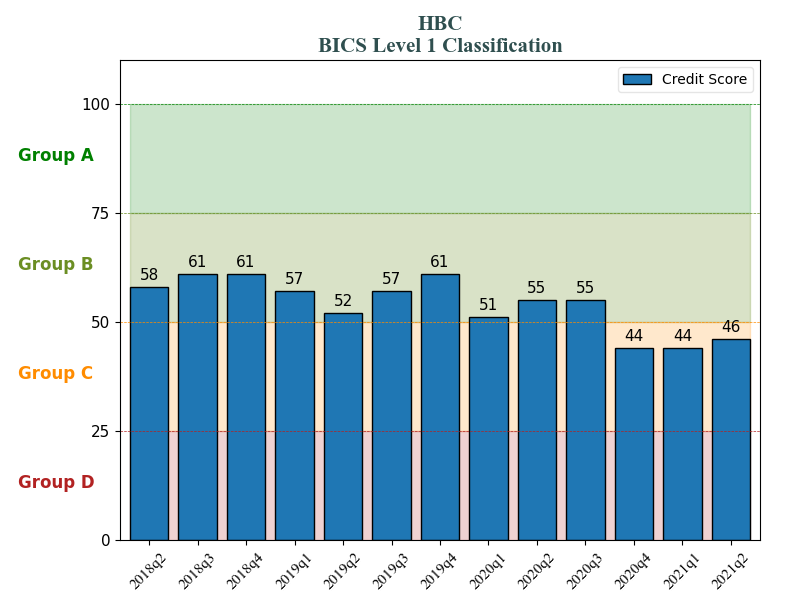 HBC
BICS Level 1 Classification
Credit Score
100
Group A
75
Group B
58
61
61
57
52
57
61
51
55
55
44
44
46
50
Group C
25
Group D
0
2018q2
2018q3
2018q4
2019q1
2019q2
2019q3
2019q4
2020q1
2020q2
2020q3
2020q4
2021q1
2021q2